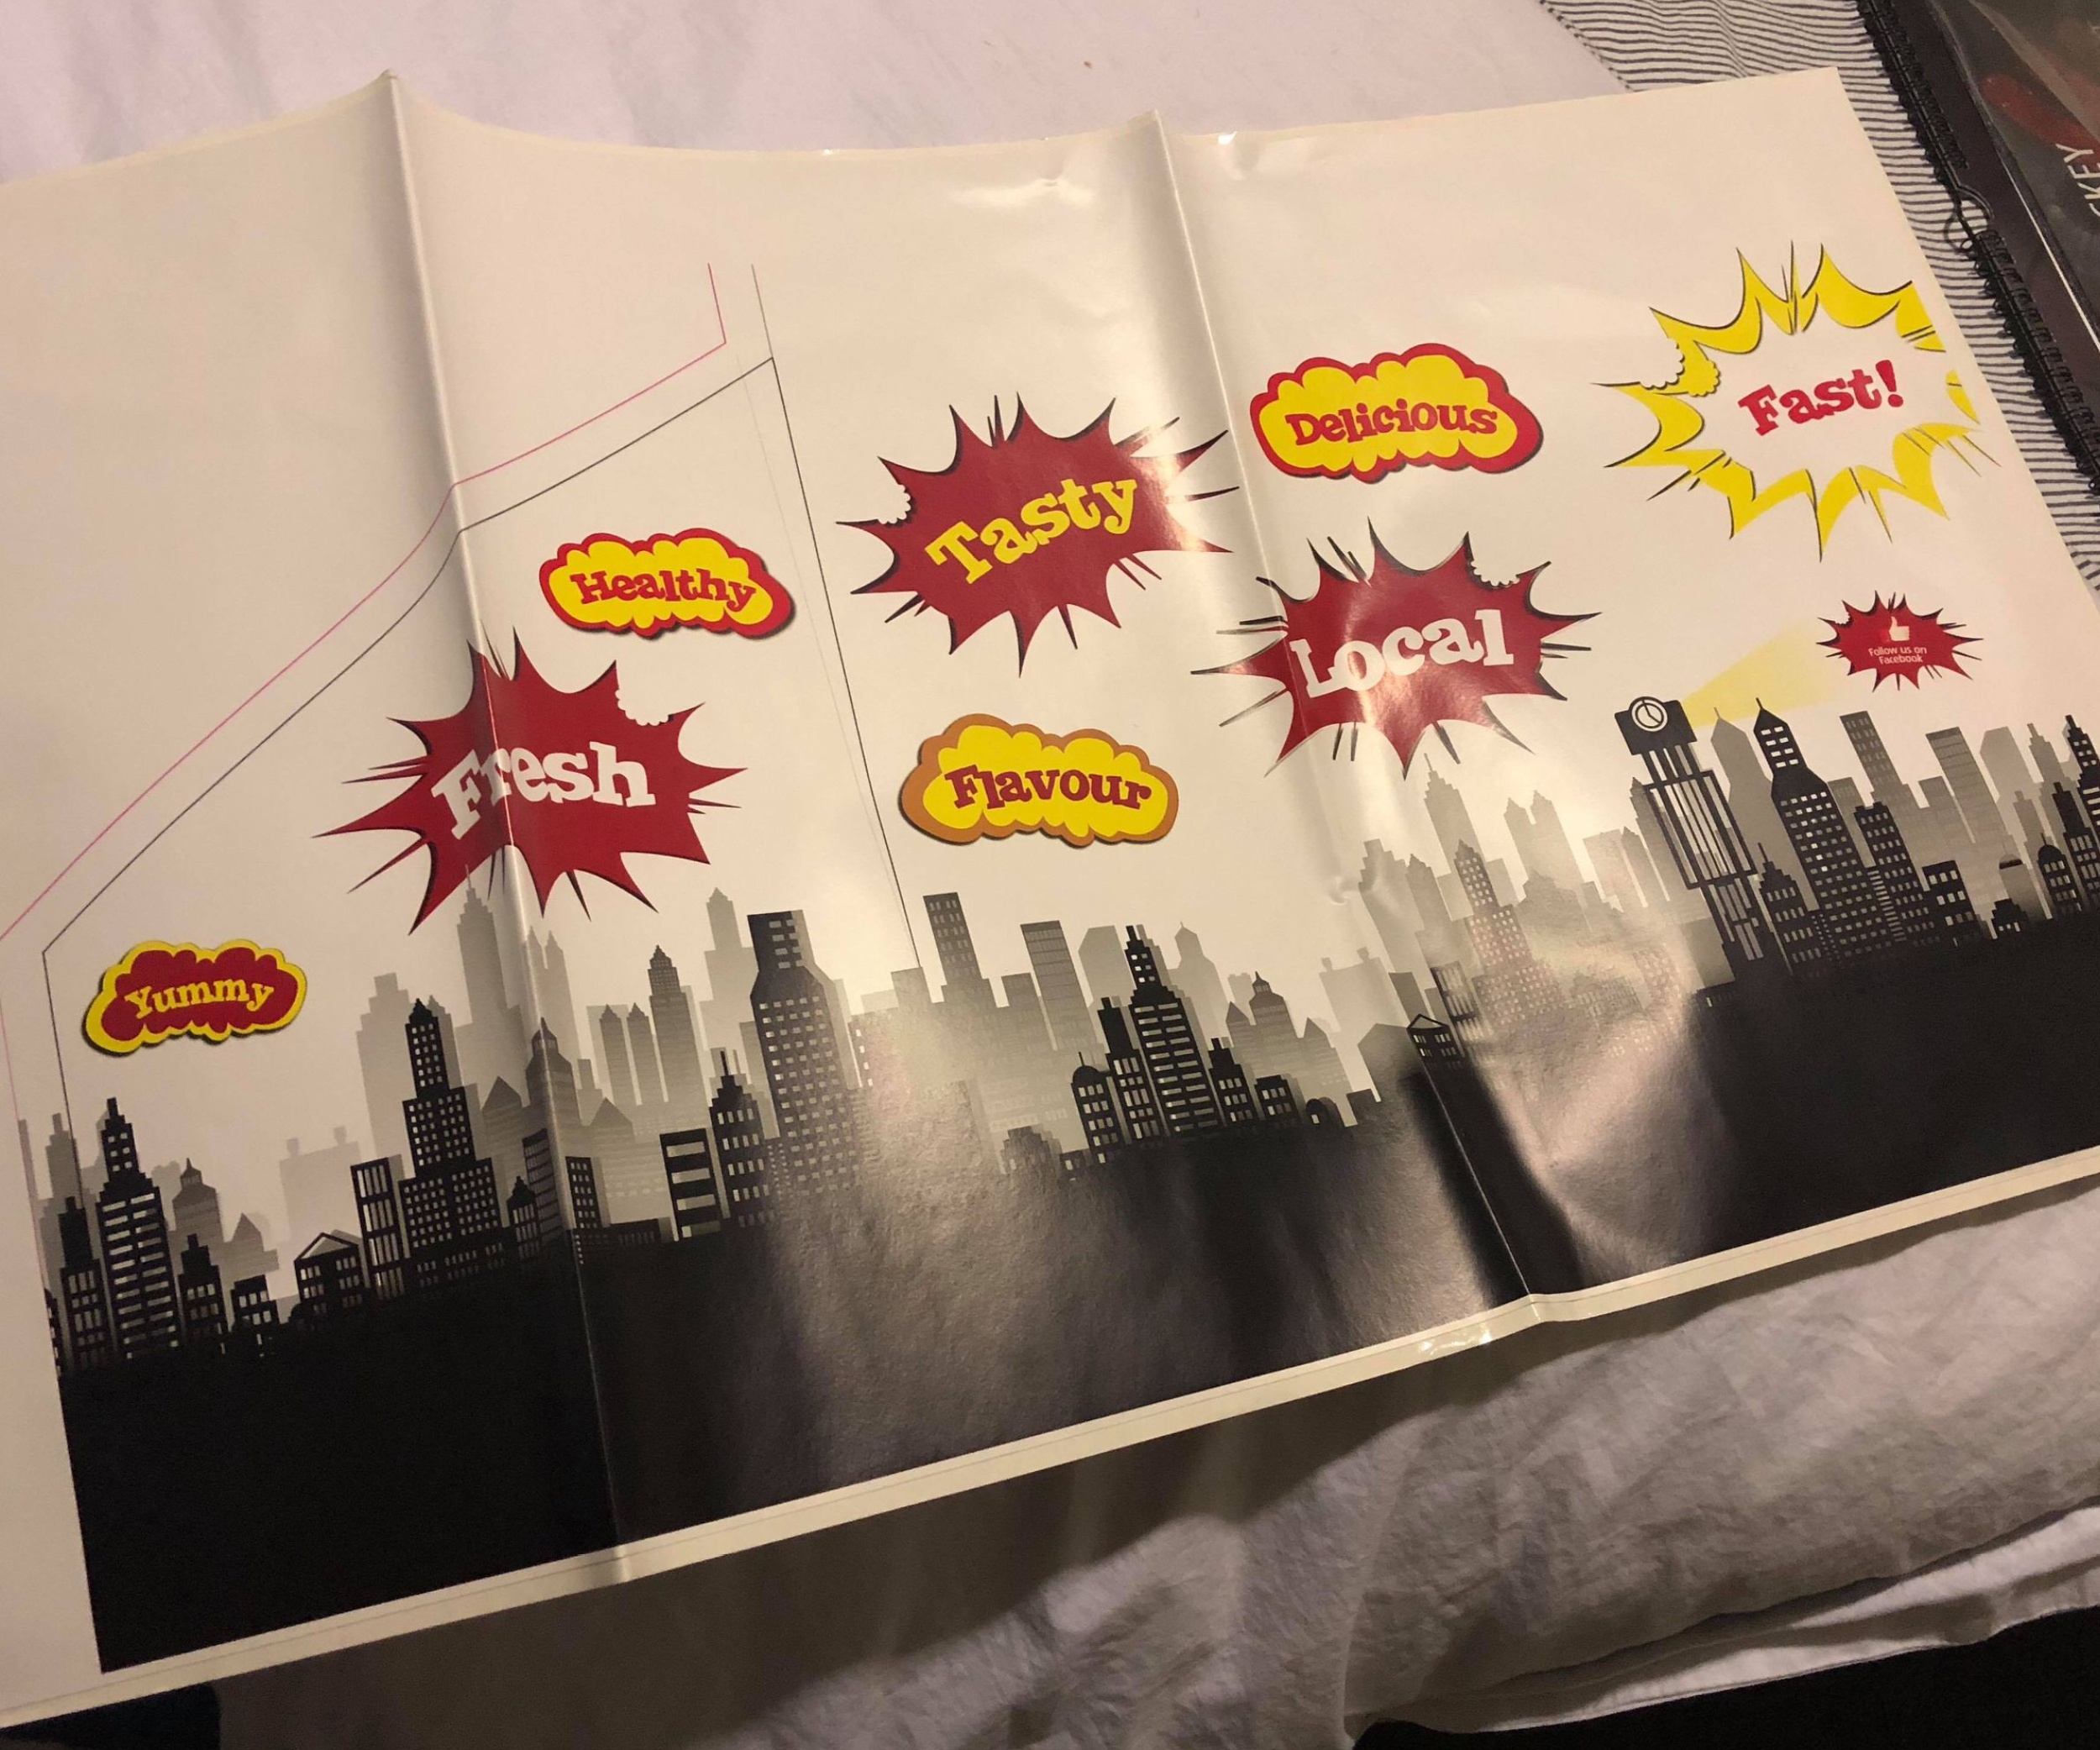 Fast!
Delicious
Tasty
Healthy
Local
Follow us on
Facebook
Fresh
Flavour
Yummy